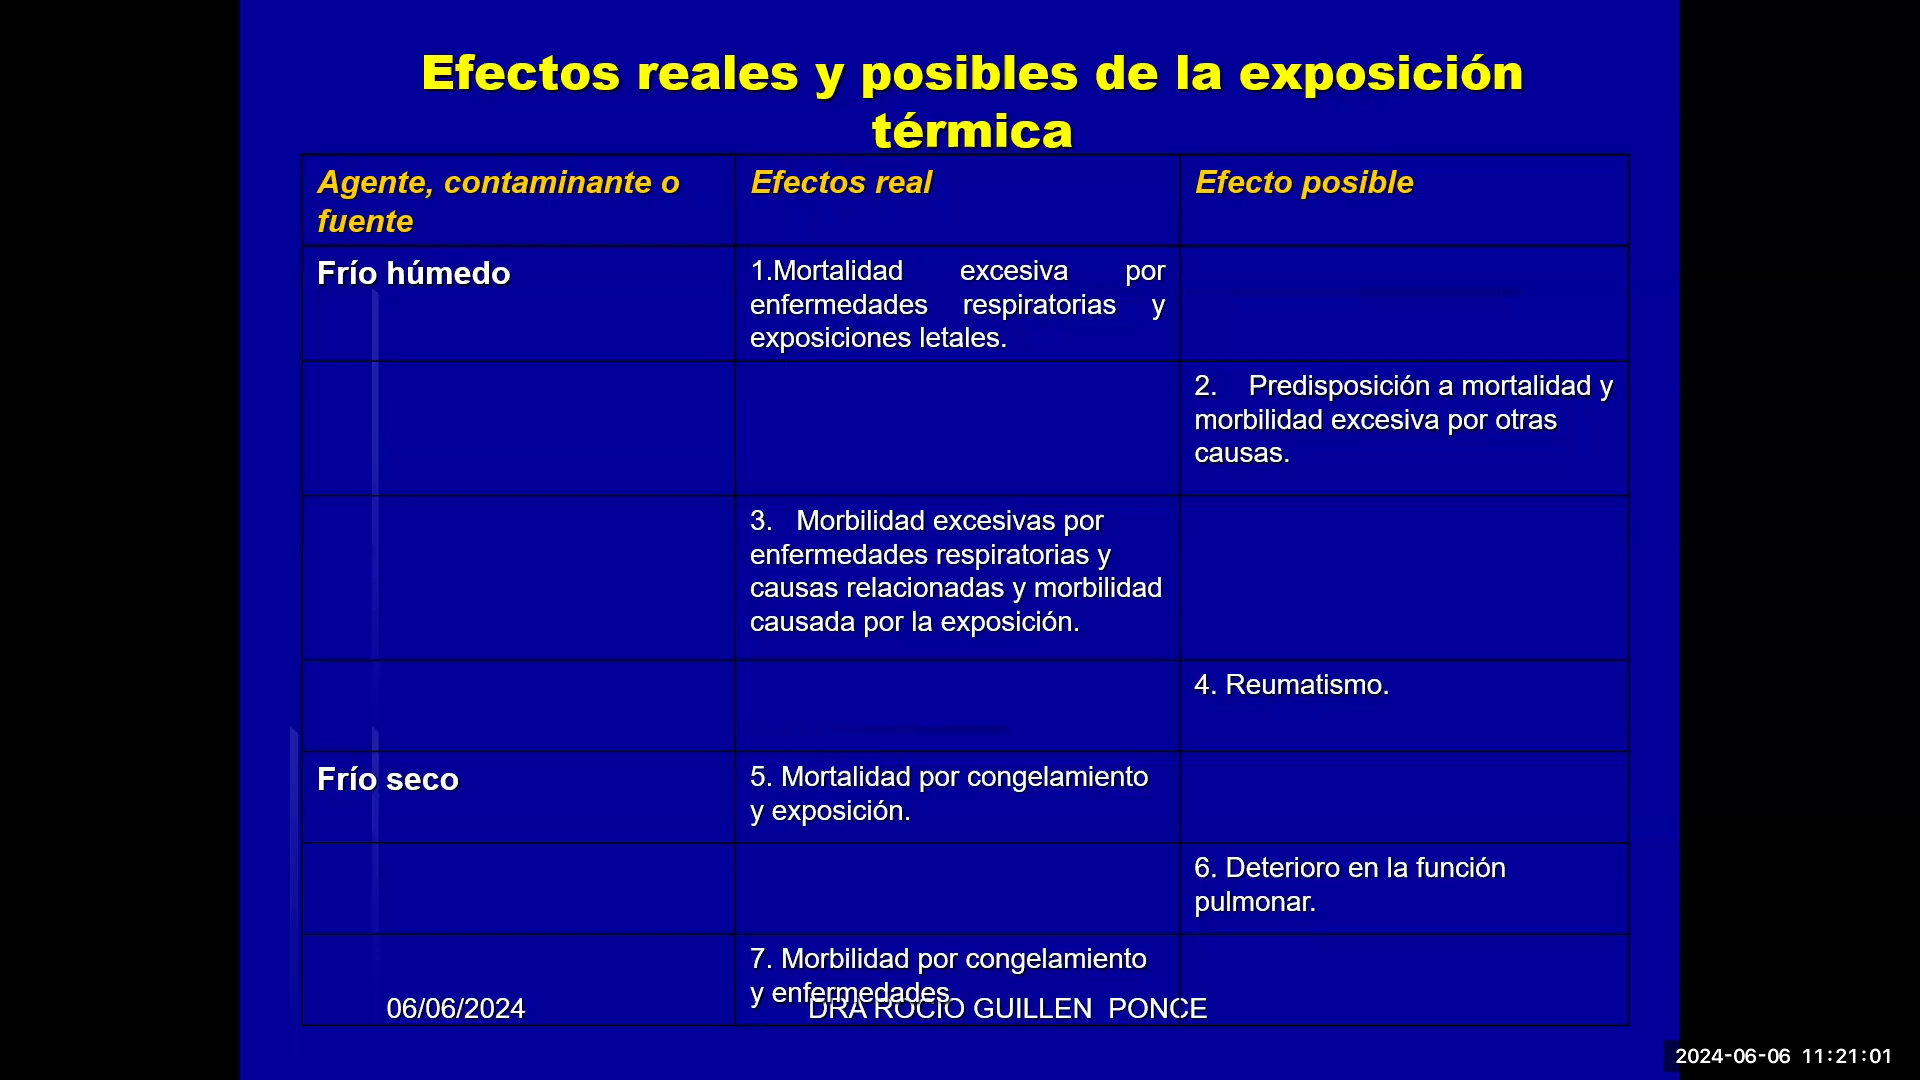 Efectos reales y posibles de la exposición
térmica
Agente, contaminante o
fuente
Efectos real
Efecto posible
Frío húmedo
1.Mortalidad excesiva por
enfermedades respiratorias y
exposiciones letales.
2. Predisposición a mortalidad y
morbilidad excesiva por otras
causas.
3. Morbilidad excesivas por
enfermedades respiratorias y
causas relacionadas y morbilidad
causada por la exposición.
4. Reumatismo.
Frío seco
5. Mortalidad por congelamiento
y exposición.
6. Deterioro en la función
pulmonar.
7. Morbilidad por congelamiento
y enfermedades
06/06/2024
DRA ROCIO GUILLEN PONCE
2024-06-06 11:21:01